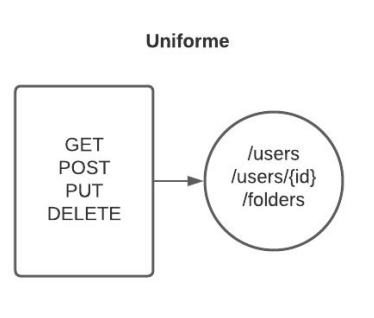 Uniforme
GET
POST
PUT
DELETE
/users
/users/{id}
/folders